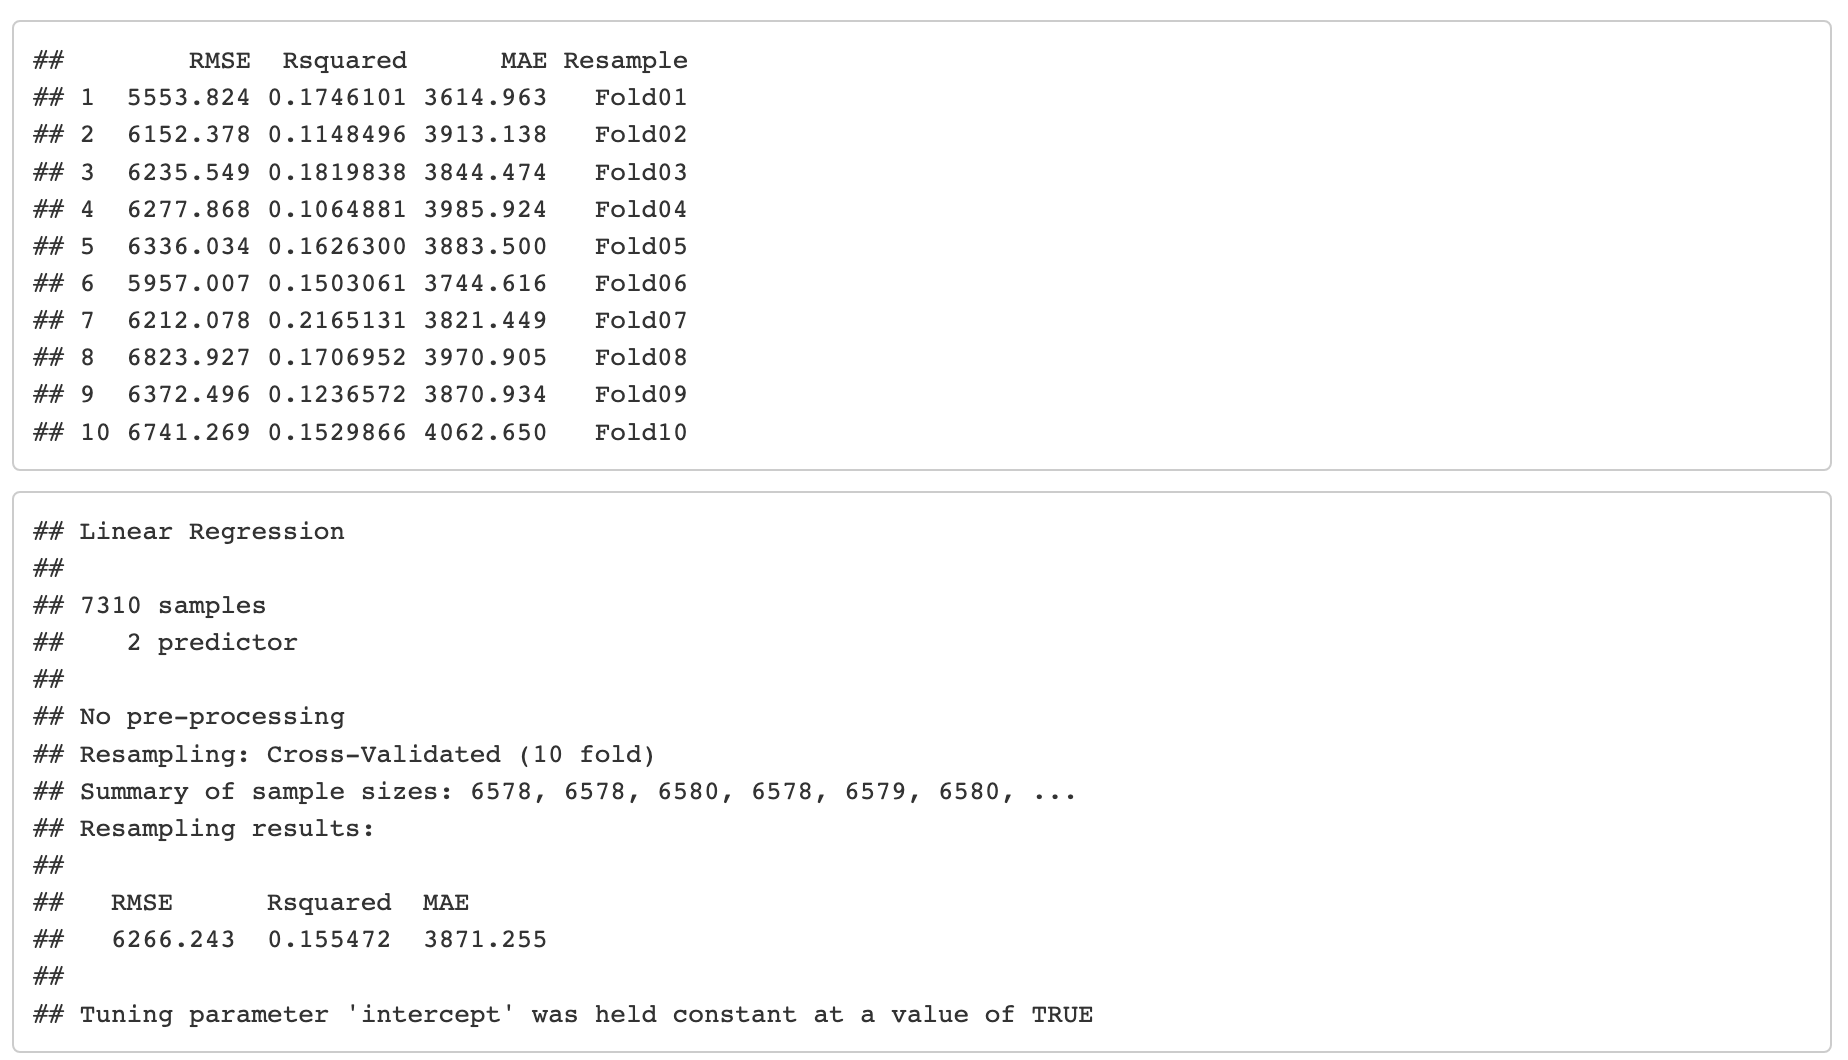 ##        RMSE  Rsquared      MAE Resample
## 1  5553.824 0.1746101 3614.963   Fold01
## 2  6152.378 0.1148496 3913.138   Fold02
## 3  6235.549 0.1819838 3844.474   Fold03
## 4  6277.868 0.1064881 3985.924   Fold04
## 5  6336.034 0.1626300 3883.500   Fold05
## 6  5957.007 0.1503061 3744.616   Fold06
## 7  6212.078 0.2165131 3821.449   Fold07
## 8  6823.927 0.1706952 3970.905   Fold08
## 9  6372.496 0.1236572 3870.934   Fold09
## 10 6741.269 0.1529866 4062.650   Fold10
## Linear Regression
##
## 7310 samples
##    2 predictor
##
## No pre-processing
## Resampling: Cross-Validated (10 fold)
## Summary of sample sizes: 6578, 6578, 6580, 6578, 6579, 6580, ...
## Resampling results:
##
##   RMSE      Rsquared  MAE
##   6266.243  0.155472  3871.255
##
## Tuning parameter 'intercept' was held constant at a value of TRUE